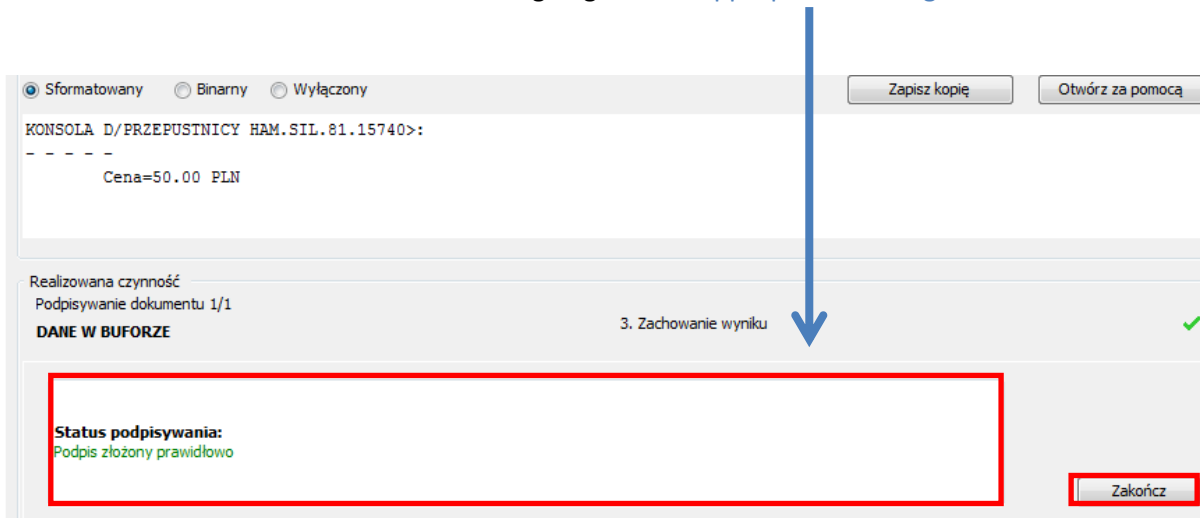 Sformatowany Binarny Wyłączony Zapisz kopię Otwórz za pomocą
KONSOLA D/PRZEPUSTNICY HAM.SIL.81.15740>:
- - - - -
Cena=50.00 PLN
Realizowana czynność
Podpisywanie dokumentu 1/1
DANE W BUFORZE
3. Zachowanie wyniku
Status podpisywania:
Podpis złożony prawidłowo
Zakończ